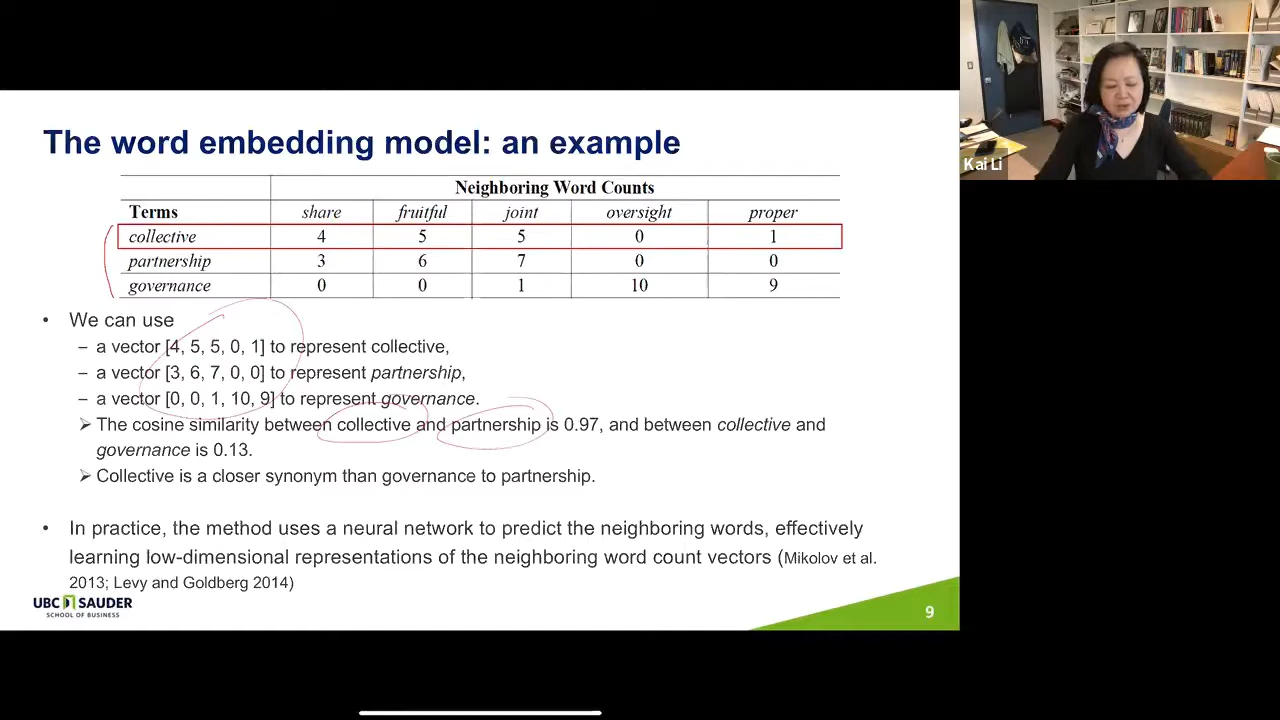 Kai Li
The word embedding model: an example
Neighboring Word Counts
Terms share fruitful joint oversight proper
collective 4 5 5 0 1
partnership 3 6 7 0 0
governance 0 0 1 10 9
• We can use
– a vector [4, 5, 5, 0, 1] to represent collective,
– a vector [3, 6, 7, 0, 0] to represent partnership,
– a vector [0, 0, 1, 10, 9] to represent governance.
➢ The cosine similarity between collective and partnership is 0.97, and between collective and
governance is 0.13.
➢ Collective is a closer synonym than governance to partnership.
• In practice, the method uses a neural network to predict the neighboring words, effectively
learning low-dimensional representations of the neighboring word count vectors (Mikolov et al.
2013; Levy and Goldberg 2014)
UBC SAUDER
SCHOOL OF BUSINESS
9